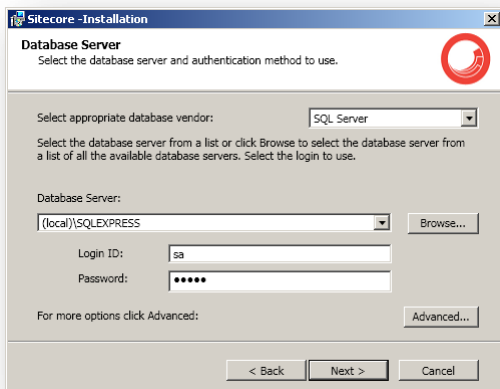 Sitecore -Installation
Database Server
Select the database server and authentication method to use.
Select appropriate database vendor:
SQL Server
Select the database server from a list or click Browse to select the database server from
a list of all the available database servers. Select the login to use.
Database Server:
(local)\SQLEXPRESS
Browse...
Login ID:
sa
Password:
•••••
For more options click Advanced:
Advanced...
< Back
Next >
Cancel